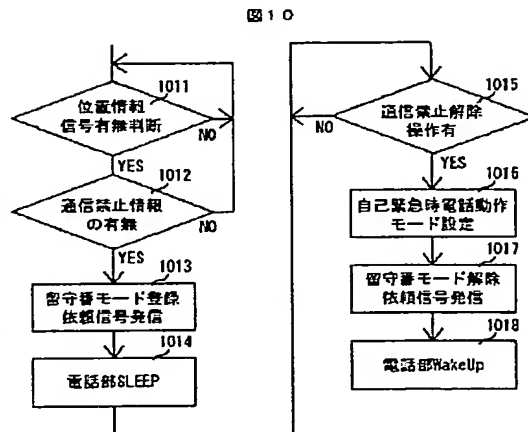 図10
1011
位置情報
信号有無判断
NO
YES
1012
通信禁止情報
の有無
NO
YES
1013
留守番モード登録
依頼信号発信
1014
電話部SLEEP
1015
通信禁止解除
操作有
NO
YES
1016
自己緊急時電話動作
モード設定
1017
留守番モード解除
依頼信号発信
1018
電話部WakeUp